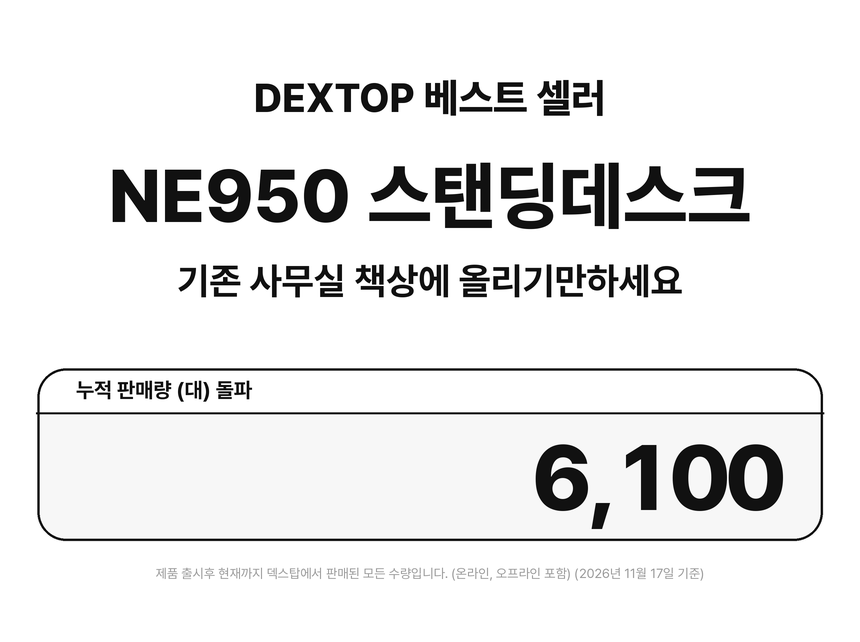 DEXTOP 베스트 셀러
NE950 스탠딩데스크
기존 사무실 책상에 올리기만하세요
누적 판매량 (대) 돌파
6,100
제품 출시후 현재까지 덱스탑에서 판매된 모든 수량입니다. (온라인, 오프라인 포함) (2026년 11월 17일 기준)